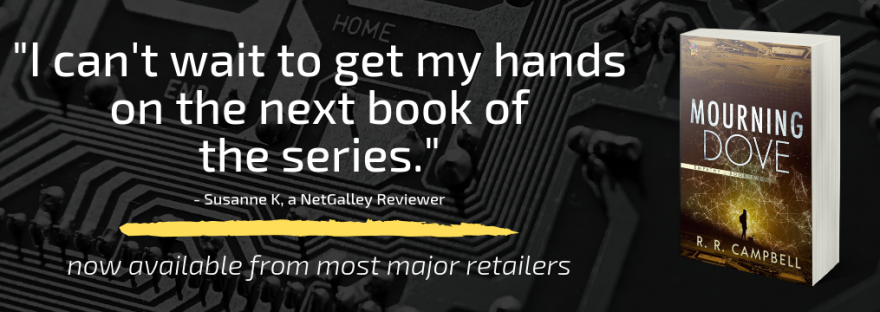 HOME
"I can't wait to get my hands
on the next book of
the series."
- Susanne K, a NetGalley Reviewer
now available from most major retailers
MOURNING
DOVE
R. R. CAMPBELL